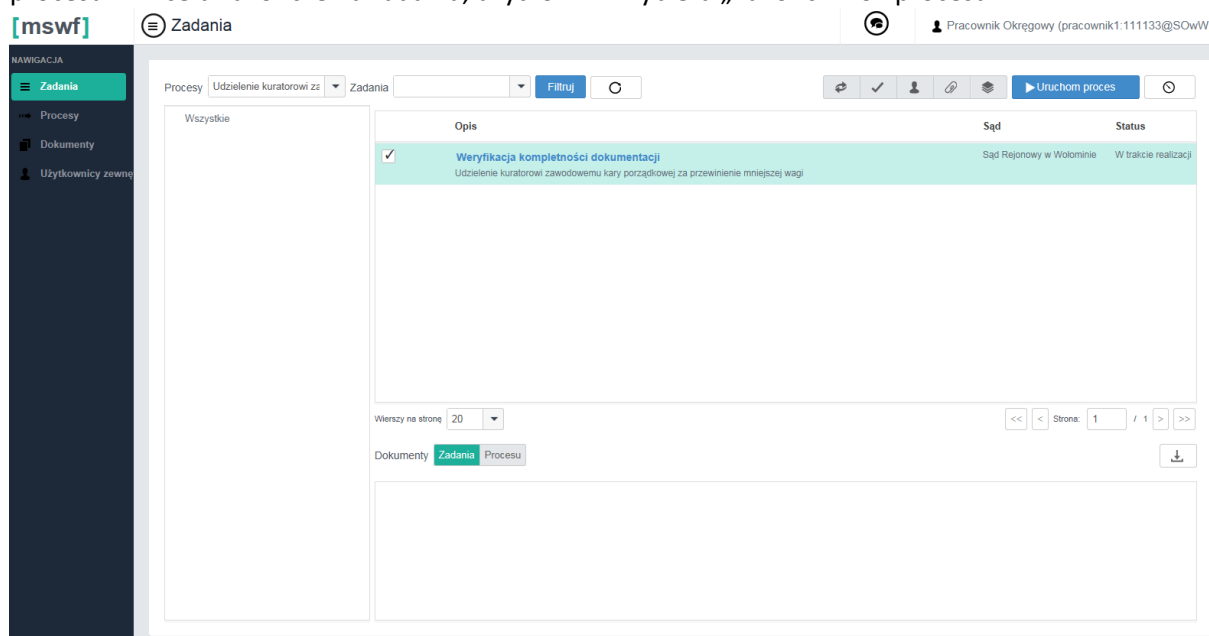 [mswf]
Zadania
Pracownik Okręgowy (pracownik1:111133@SOwW
NAWIGACJA
Zadania
Procesy
Dokumenty
Użytkownicy zewnę
Procesy Udzielenie kuratorowi za Zadania Filtruj Uruchom proces
Wszystkie
Opis Sąd Status
Weryfikacja kompletności dokumentacji Sąd Rejonowy w Wołominie W trakcie realizacji
Udzielenie kuratorowi zawodowemu kary porządkowej za przewinienie mniejszej wagi
Wierszy na stronę 20 << < Strona: 1 / 1 > >>
Dokumenty Zadania Procesu